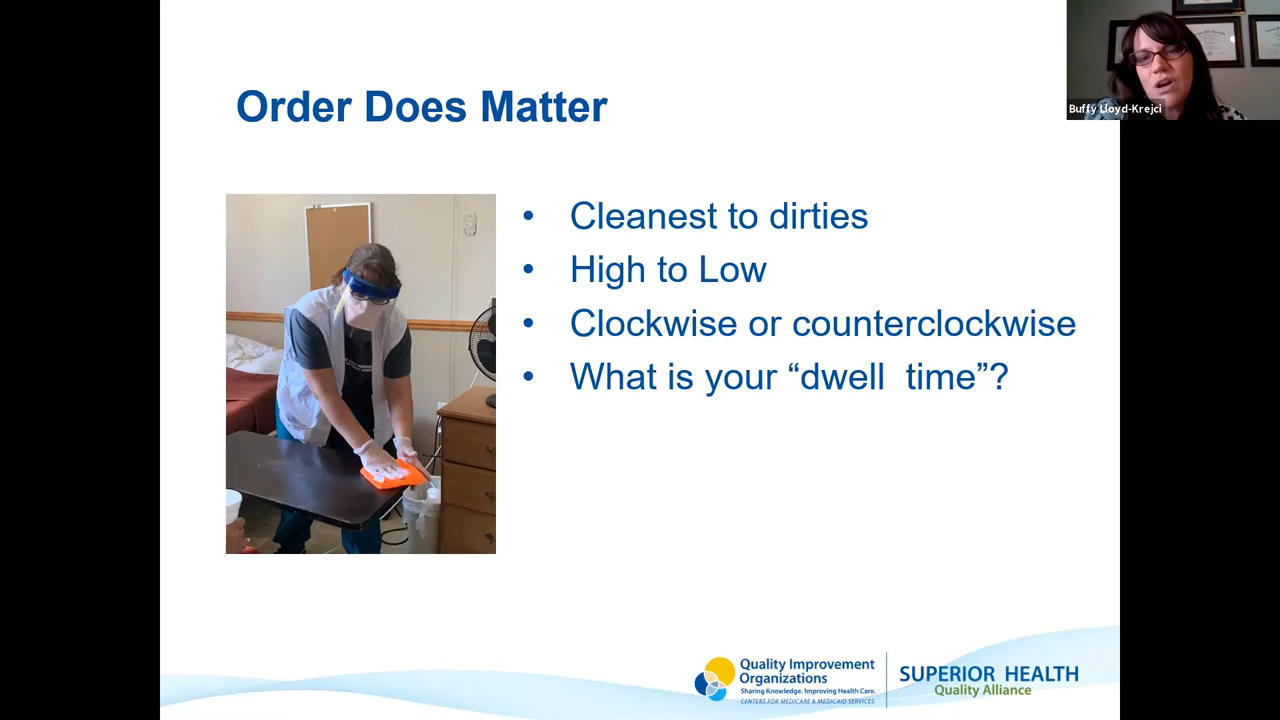 Order Does Matter
Buffy Lloyd-Krejci
• Cleanest to dirties
• High to Low
• Clockwise or counterclockwise
• What is your “dwell  time”?
Quality Improvement
Organizations
Sharing Knowledge. Improving Health Care.
CENTERS FOR MEDICARE & MEDICAID SERVICES
SUPERIOR HEALTH
Quality Alliance